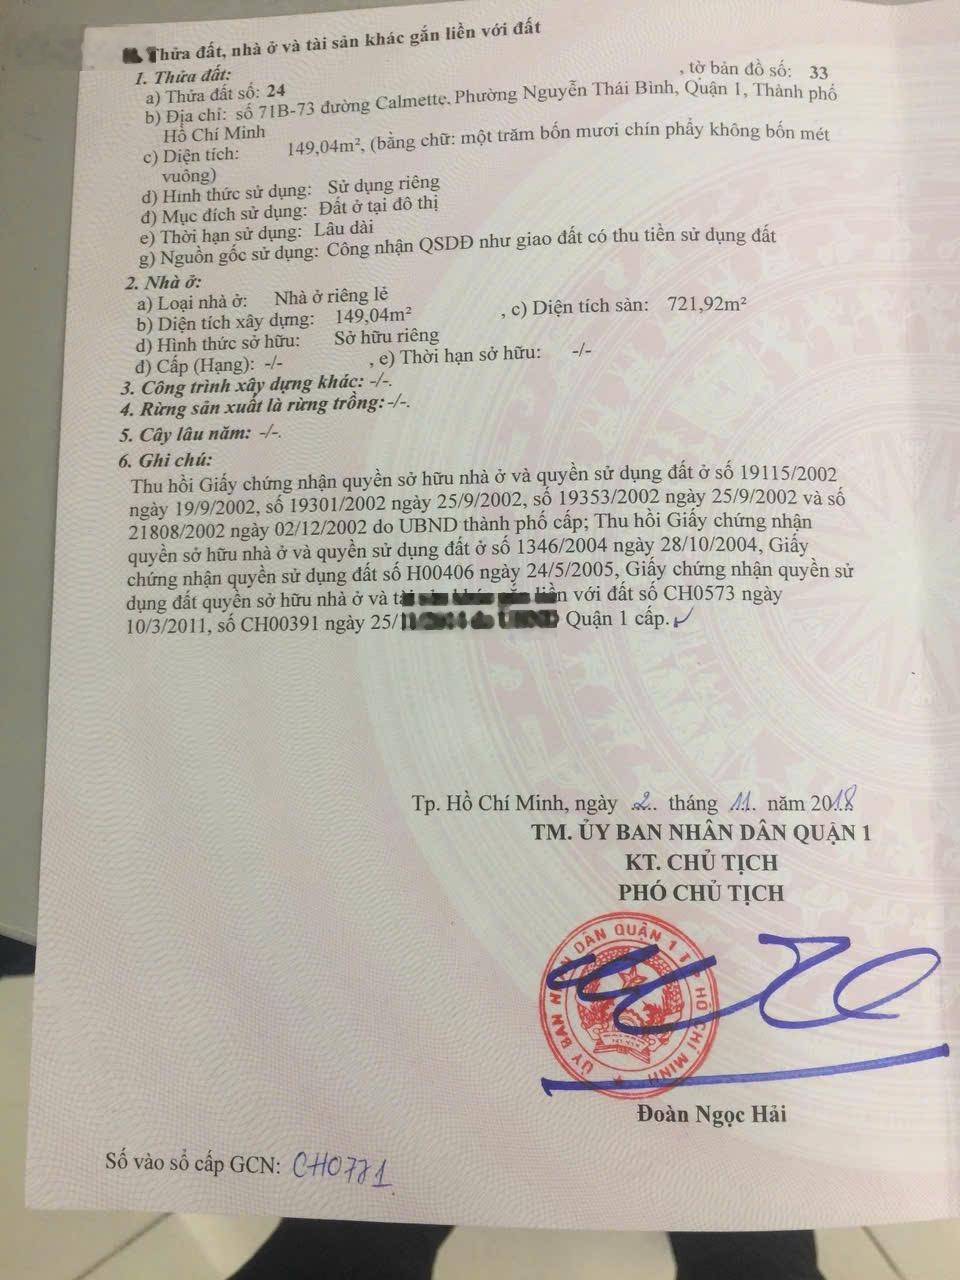 Thửa đất, nhà ở và tài sản khác gắn liền với đất
1. Thửa đất:
a) Thửa đất số: 24 , tờ bản đồ số: 33
b) Địa chỉ: số 71B-73 đường Calmette, Phường Nguyễn Thái Bình, Quận 1, Thành phố
Hồ Chí Minh
c) Diện tích: 149,04m², (bằng chữ: một trăm bốn mươi chín phẩy không bốn mét
vuông)
d) Hình thức sử dụng: Sử dụng riêng
đ) Mục đích sử dụng: Đất ở tại đô thị
e) Thời hạn sử dụng: Lâu dài
g) Nguồn gốc sử dụng: Công nhận QSDĐ như giao đất có thu tiền sử dụng đất
2. Nhà ở:
a) Loại nhà ở: Nhà ở riêng lẻ
b) Diện tích xây dựng: 149,04m² , c) Diện tích sàn: 721,92m²
d) Hình thức sở hữu: Sở hữu riêng
đ) Cấp (Hạng): -/- , e) Thời hạn sở hữu: -/-
3. Công trình xây dựng khác: -/-.
4. Rừng sản xuất là rừng trồng: -/-.
5. Cây lâu năm: -/-.
6. Ghi chú:
Thu hồi Giấy chứng nhận quyền sở hữu nhà ở và quyền sử dụng đất ở số 19115/2002
ngày 19/9/2002, số 19301/2002 ngày 25/9/2002, số 19353/2002 ngày 25/9/2002 và số
21808/2002 ngày 02/12/2002 do UBND thành phố cấp; Thu hồi Giấy chứng nhận
quyền sở hữu nhà ở và quyền sử dụng đất ở số 1346/2004 ngày 28/10/2004, Giấy
chứng nhận quyền sử dụng đất số H00406 ngày 24/5/2005, Giấy chứng nhận quyền sử
dụng đất quyền sở hữu nhà ở và liền với đất số CH0573 ngày
10/3/2011, số CH00391 ngày 25/ Quận 1 cấp.
Tp. Hồ Chí Minh, ngày 2 tháng 11 năm 2018
TM. ỦY BAN NHÂN DÂN QUẬN 1
KT. CHỦ TỊCH
PHÓ CHỦ TỊCH
ỦY BAN NHÂN DÂN QUẬN 1 T.P HỒ CHÍ MINH
Đoàn Ngọc Hải
Số vào sổ cấp GCN: CH0771